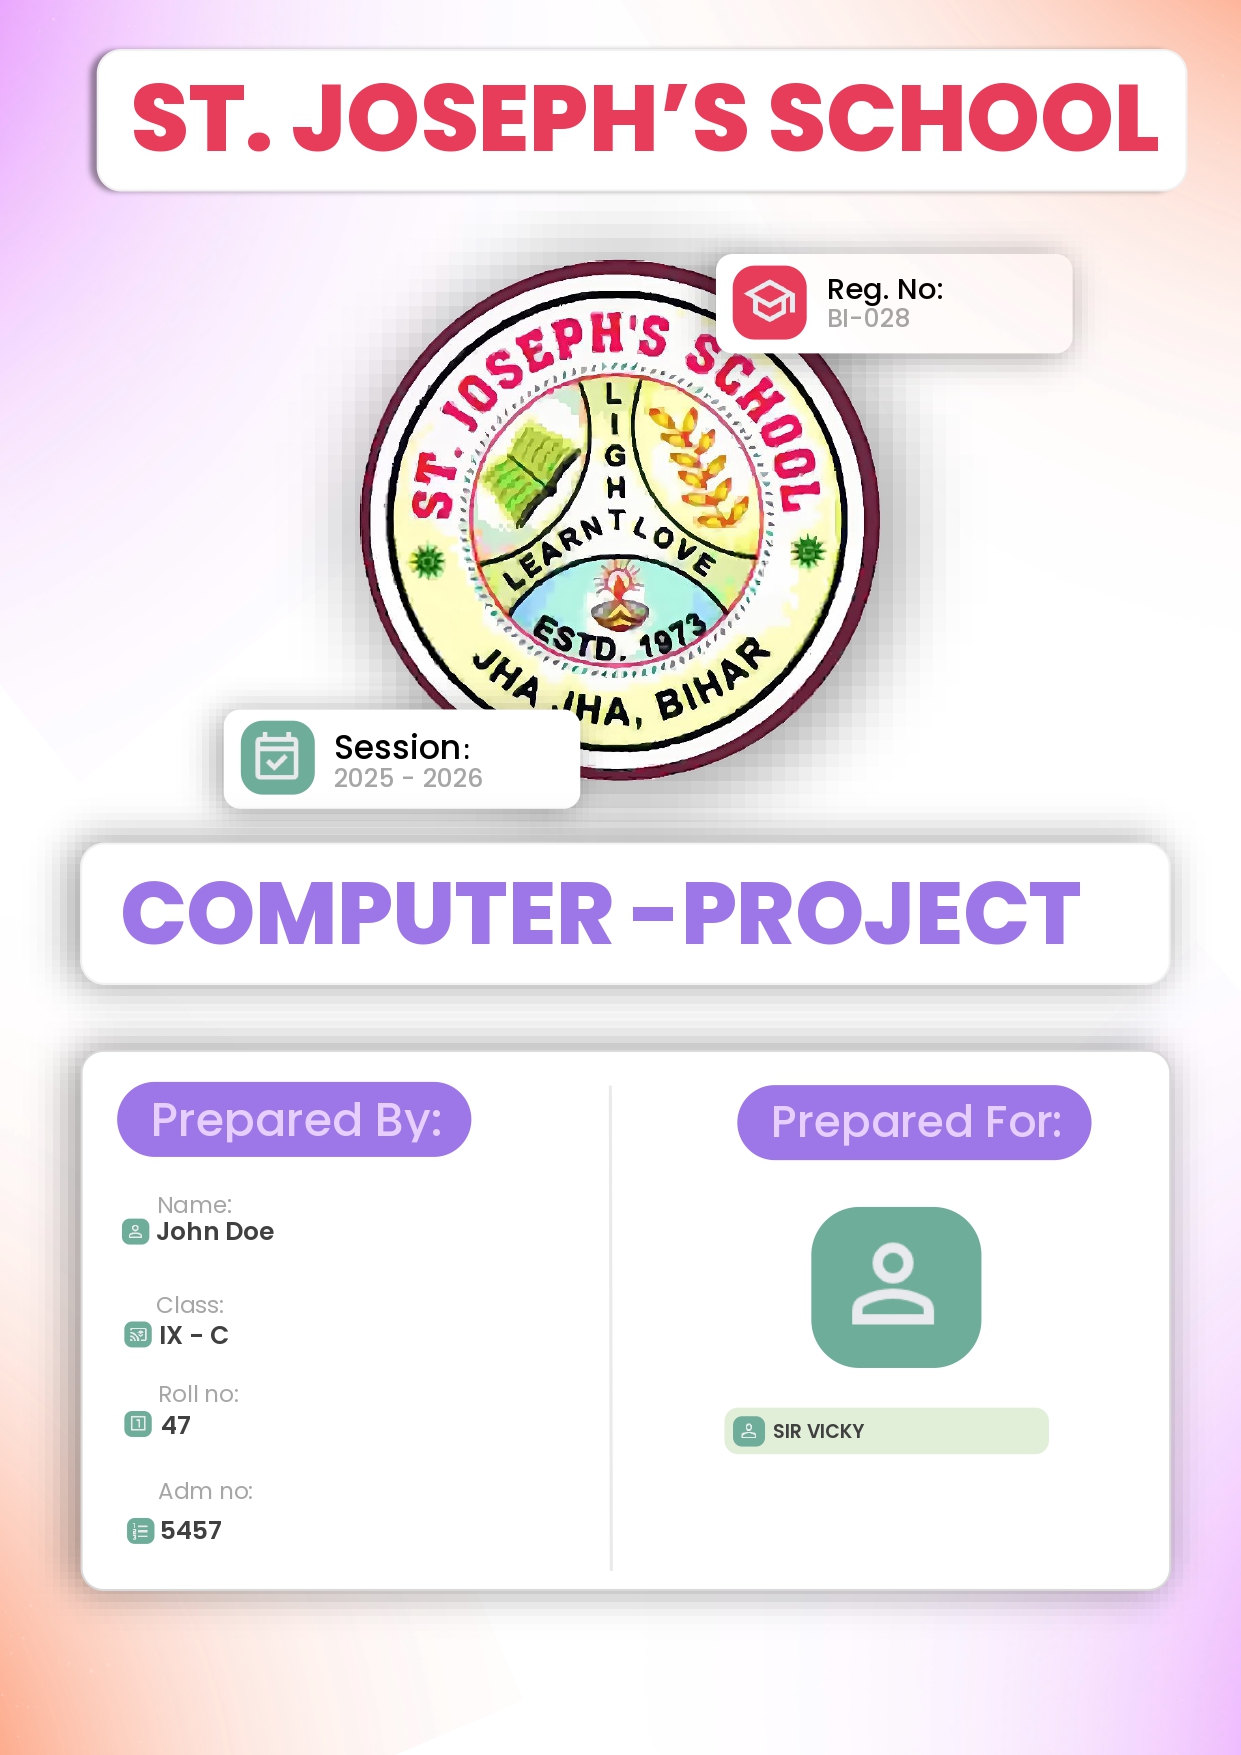 ST. JOSEPH’S SCHOOL
Reg. No:
BI-028
ST. JOSEPH'S SCHOOL
LIGHT
LEARN
LOVE
ESTD. 1973
JHA JHA, BIHAR
Session:
2025 - 2026
COMPUTER -PROJECT
Prepared By:
Prepared For:
Name:
John Doe
Class:
IX - C
Roll no:
47
SIR VICKY
Adm no:
5457